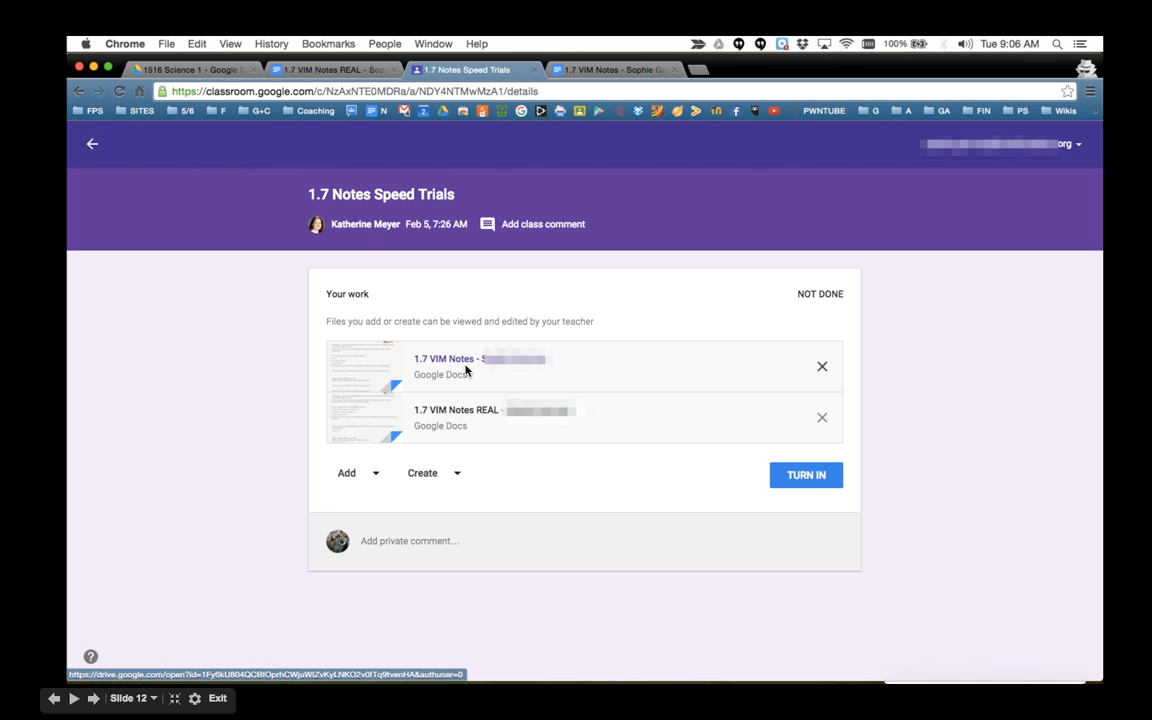 Chrome File Edit View History Bookmarks People Window Help 100% Tue 9:06 AM
1516 Science 1 - Google D
1.7 VIM Notes REAL - Sop
1.7 Notes Speed Trials
1.7 VIM Notes - Sophie Ga
https://classroom.google.com/c/NzAxNTE0MDRa/a/NDY4NTMwMzA1/details
FPS SITES 5/6 F G+C Coaching N PWNTUBE G A GA FIN PS Wikis
org
1.7 Notes Speed Trials
Katherine Meyer Feb 5, 7:26 AM Add class comment
Your work NOT DONE
Files you add or create can be viewed and edited by your teacher
1.7 VIM Notes - S
Google Docs
1.7 VIM Notes REAL -
Google Docs
Add Create TURN IN
Add private comment...
Slide 12 Exit